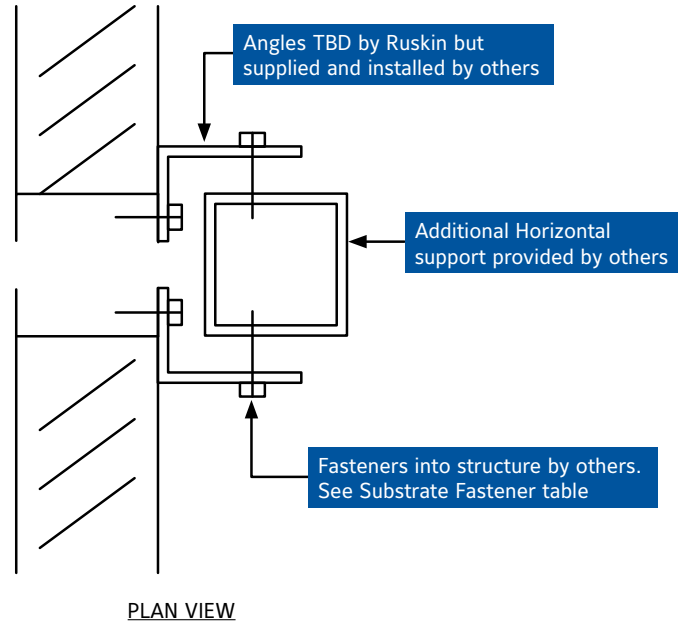 Angles TBD by Ruskin but
supplied and installed by others
Additional Horizontal
support provided by others
Fasteners into structure by others.
See Substrate Fastener table
PLAN VIEW